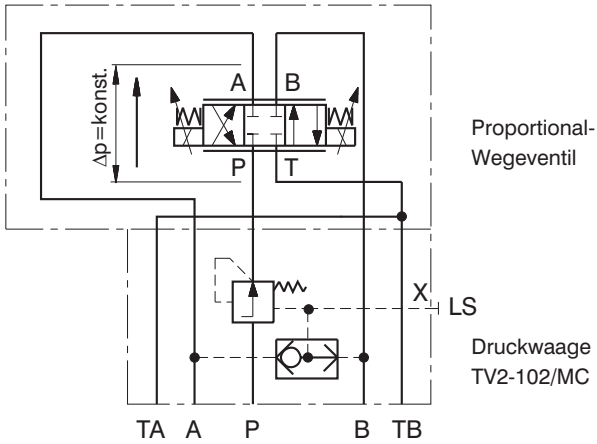 A B
Δp=konst.
P T
Proportional-
Wegeventil
X LS
Druckwaage
TV2-102/MC
TA A P B TB